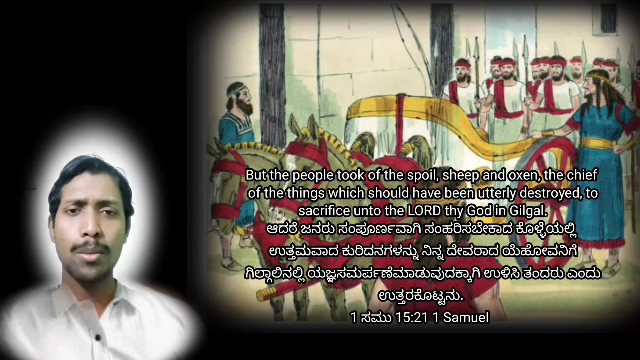 But the people took of the spoil, sheep and oxen, the chief
of the things which should have been utterly destroyed, to
sacrifice unto the LORD thy God in Gilgal.
ಆದರೆ ಜನರು ಸಂಪೂರ್ಣವಾಗಿ ಸಂಹರಿಸಬೇಕಾದ ಕೊಳ್ಳೆಯಲ್ಲಿ
ಉತ್ತಮವಾದ ಕುರಿದನಗಳನ್ನು ನಿನ್ನ ದೇವರಾದ ಯೆಹೋವನಿಗೆ
ಗಿಲ್ಗಾಲಿನಲ್ಲಿ ಯಜ್ಞಸಮರ್ಪಣೆಮಾಡುವುದಕ್ಕಾಗಿ ಉಳಿಸಿ ತಂದರು ಎಂದು
ಉತ್ತರಕೊಟ್ಟನು.
1 ಸಮು 15:21 1 Samuel